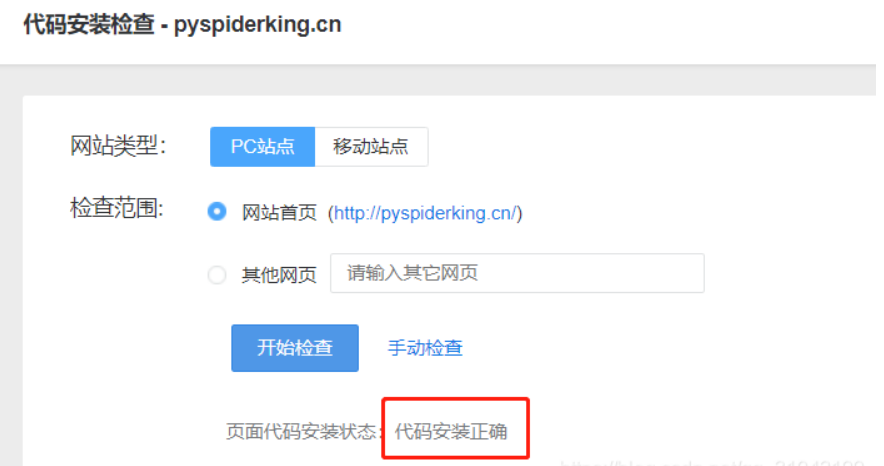 代码安装检查 - pyspiderking.cn
网站类型： PC站点 移动站点
检查范围: 网站首页 (http://pyspiderking.cn/)
其他网页 请输入其它网页
开始检查 手动检查
页面代码安装状态: 代码安装正确